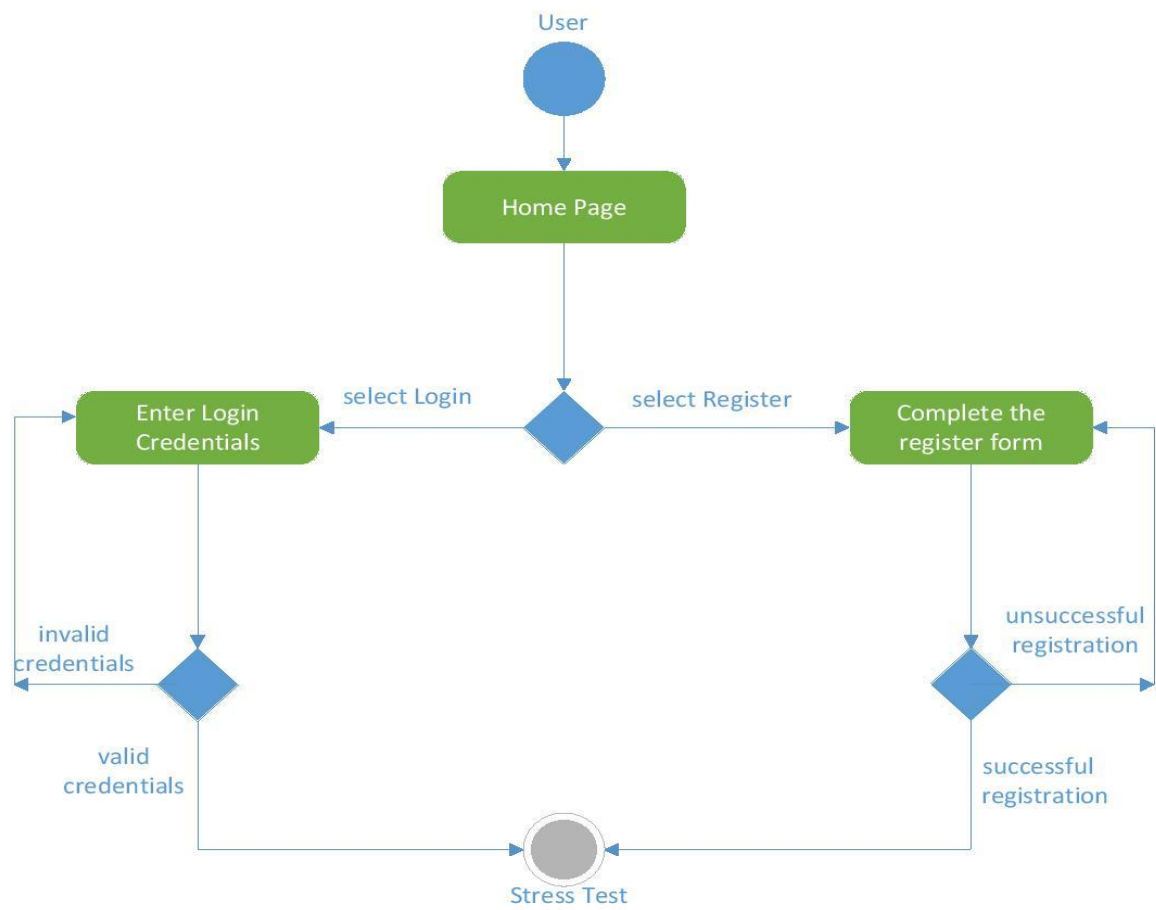 User
Home Page
select Login
select Register
Enter Login
Credentials
Complete the
register form
invalid
credentials
unsuccessful
registration
valid
credentials
successful
registration
Stress Test